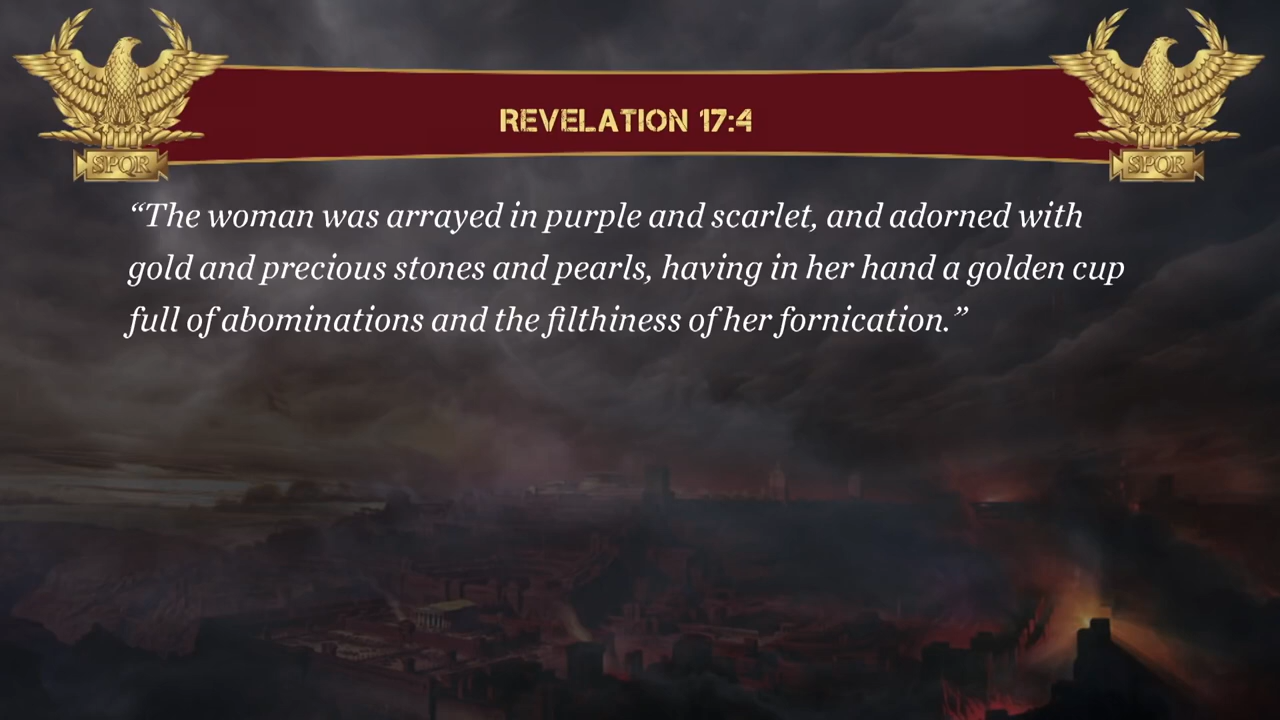 REVELATION 17:4
SPQR
SPQR
“The woman was arrayed in purple and scarlet, and adorned with
gold and precious stones and pearls, having in her hand a golden cup
full of abominations and the filthiness of her fornication.”